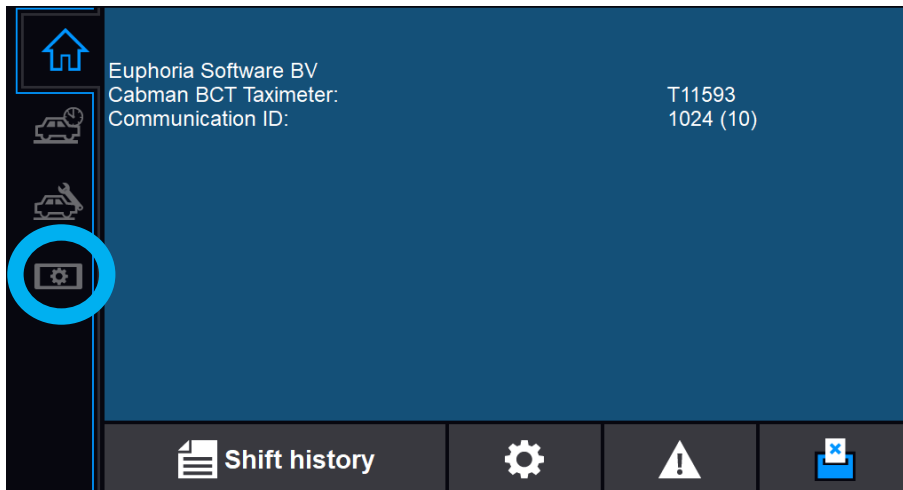 Euphoria Software BV
Cabman BCT Taximeter: T11593
Communication ID: 1024 (10)
Shift history